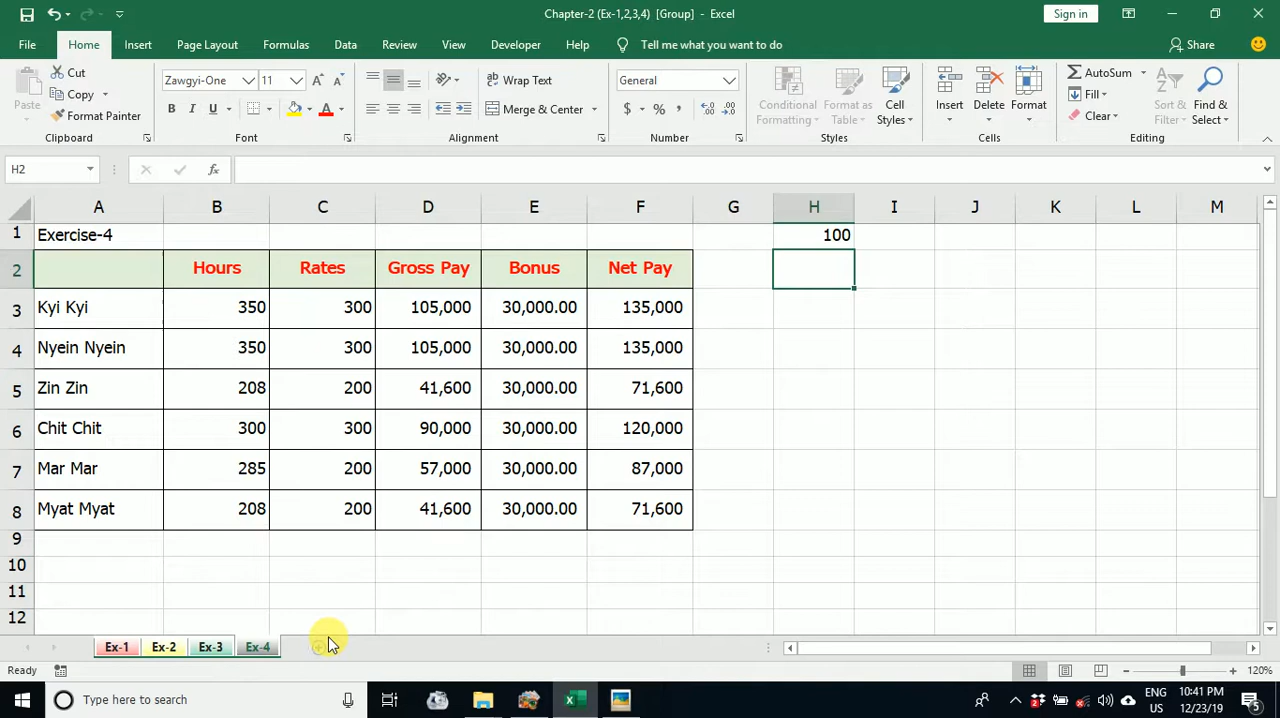 Chapter-2 (Ex-1,2,3,4) [Group] - Excel
Sign in
File Home Insert Page Layout Formulas Data Review View Developer Help Tell me what you want to do Share
Paste
Cut
Copy
Format Painter
Clipboard
Zawgyi-One 11 A A
B I U A
Font
ab Wrap Text
Merge & Center
Alignment
General
$ % ,
Number
Conditional Formatting
Format as Table
Cell Styles
Styles
Insert
Delete
Format
Cells
AutoSum
Fill
Clear
Sort & Filter
Find & Select
Editing
H2
fx
A B C D E F G H I J K L M
1 Exercise-4 100
2 Hours Rates Gross Pay Bonus Net Pay
3 Kyi Kyi 350 300 105,000 30,000.00 135,000
4 Nyein Nyein 350 300 105,000 30,000.00 135,000
5 Zin Zin 208 200 41,600 30,000.00 71,600
6 Chit Chit 300 300 90,000 30,000.00 120,000
7 Mar Mar 285 200 57,000 30,000.00 87,000
8 Myat Myat 208 200 41,600 30,000.00 71,600
9
10
11
12
Ex-1 Ex-2 Ex-3 Ex-4
Ready
120%
Type here to search
ENG
US
10:41 PM
12/23/19
5